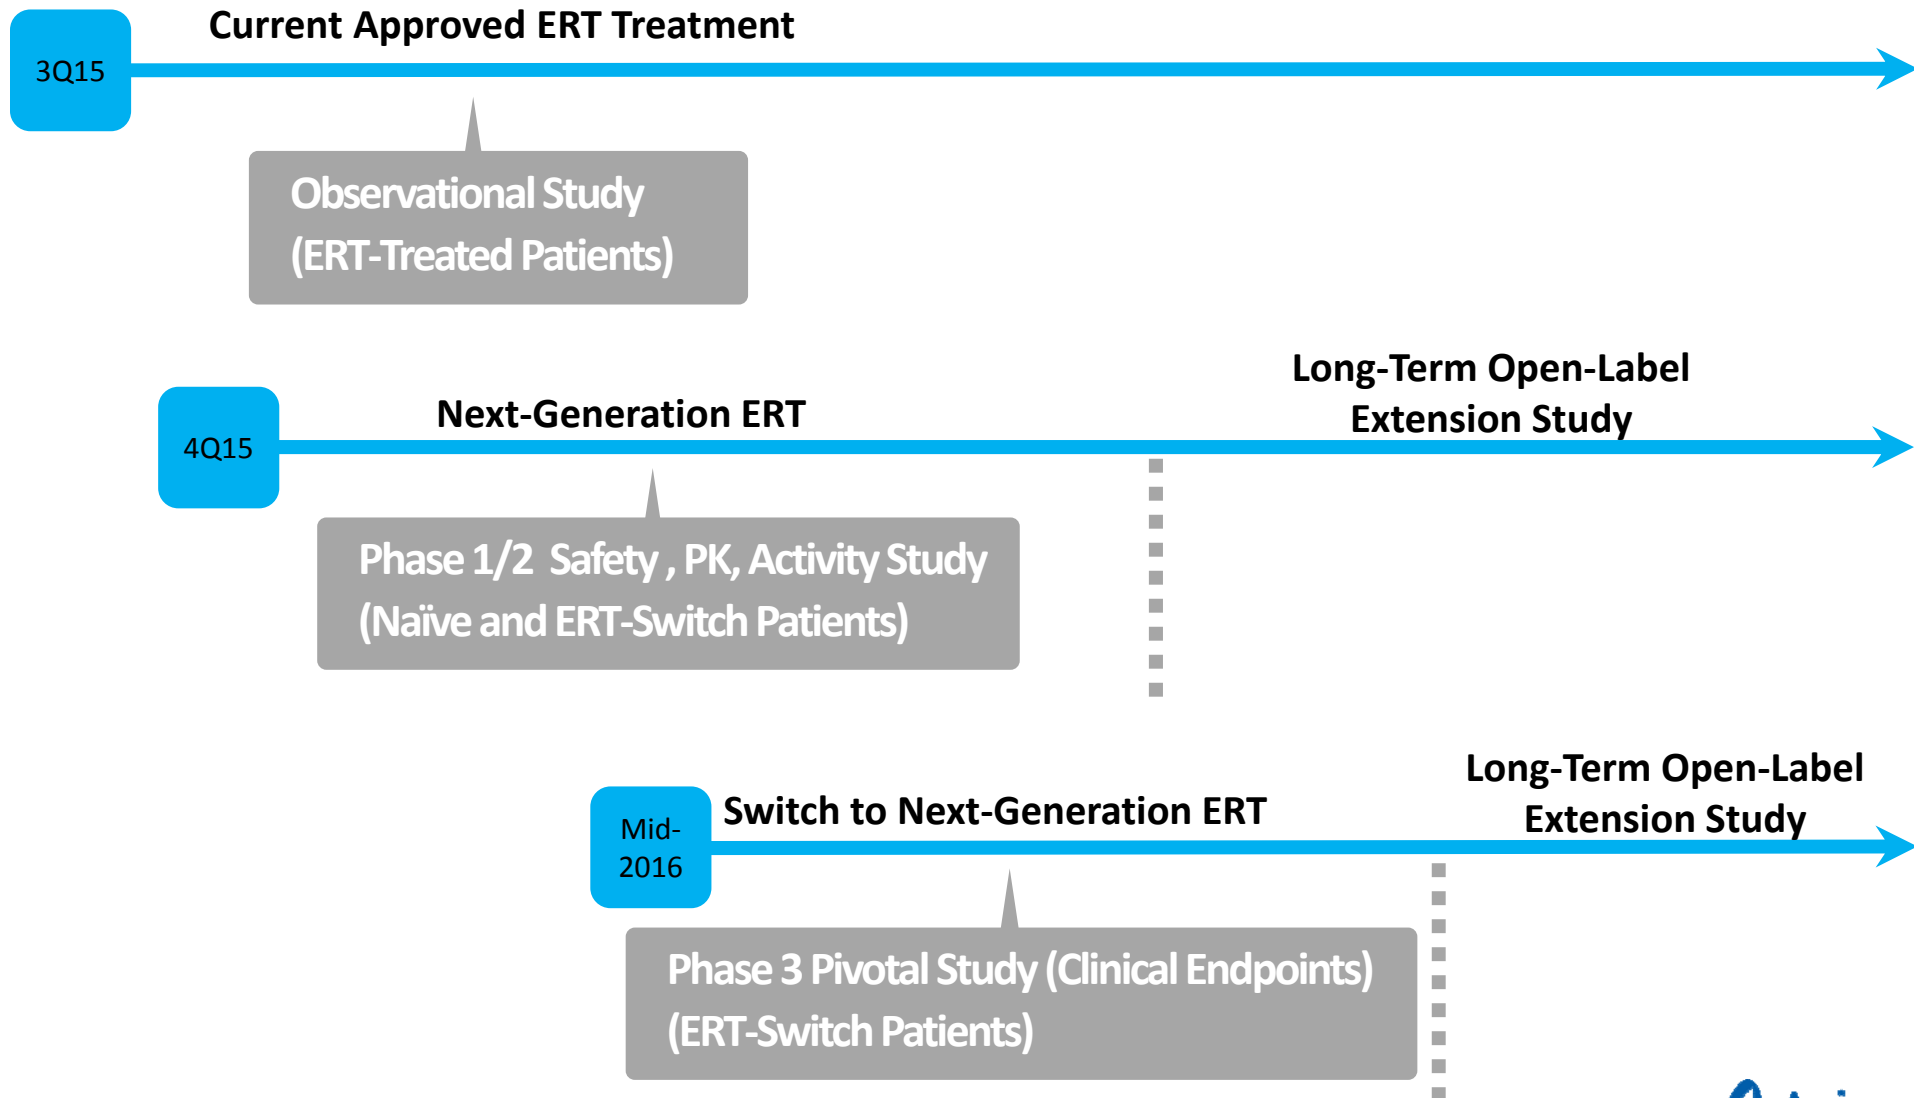 Current Approved ERT Treatment
3Q15
Observational Study
(ERT-Treated Patients)
Long-Term Open-Label
Extension Study
Next-Generation ERT
4Q15
Phase 1/2  Safety , PK, Activity Study
(Naïve and ERT-Switch Patients)
Long-Term Open-Label
Extension Study
Switch to Next-Generation ERT
Mid-
2016
Phase 3 Pivotal Study (Clinical Endpoints)
(ERT-Switch Patients)